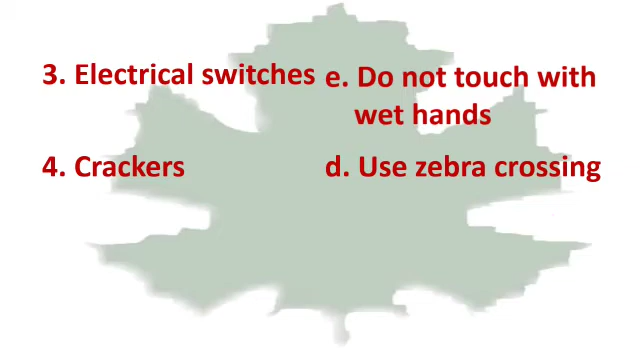 3. Electrical switches e. Do not touch with
wet hands
4. Crackers d. Use zebra crossing